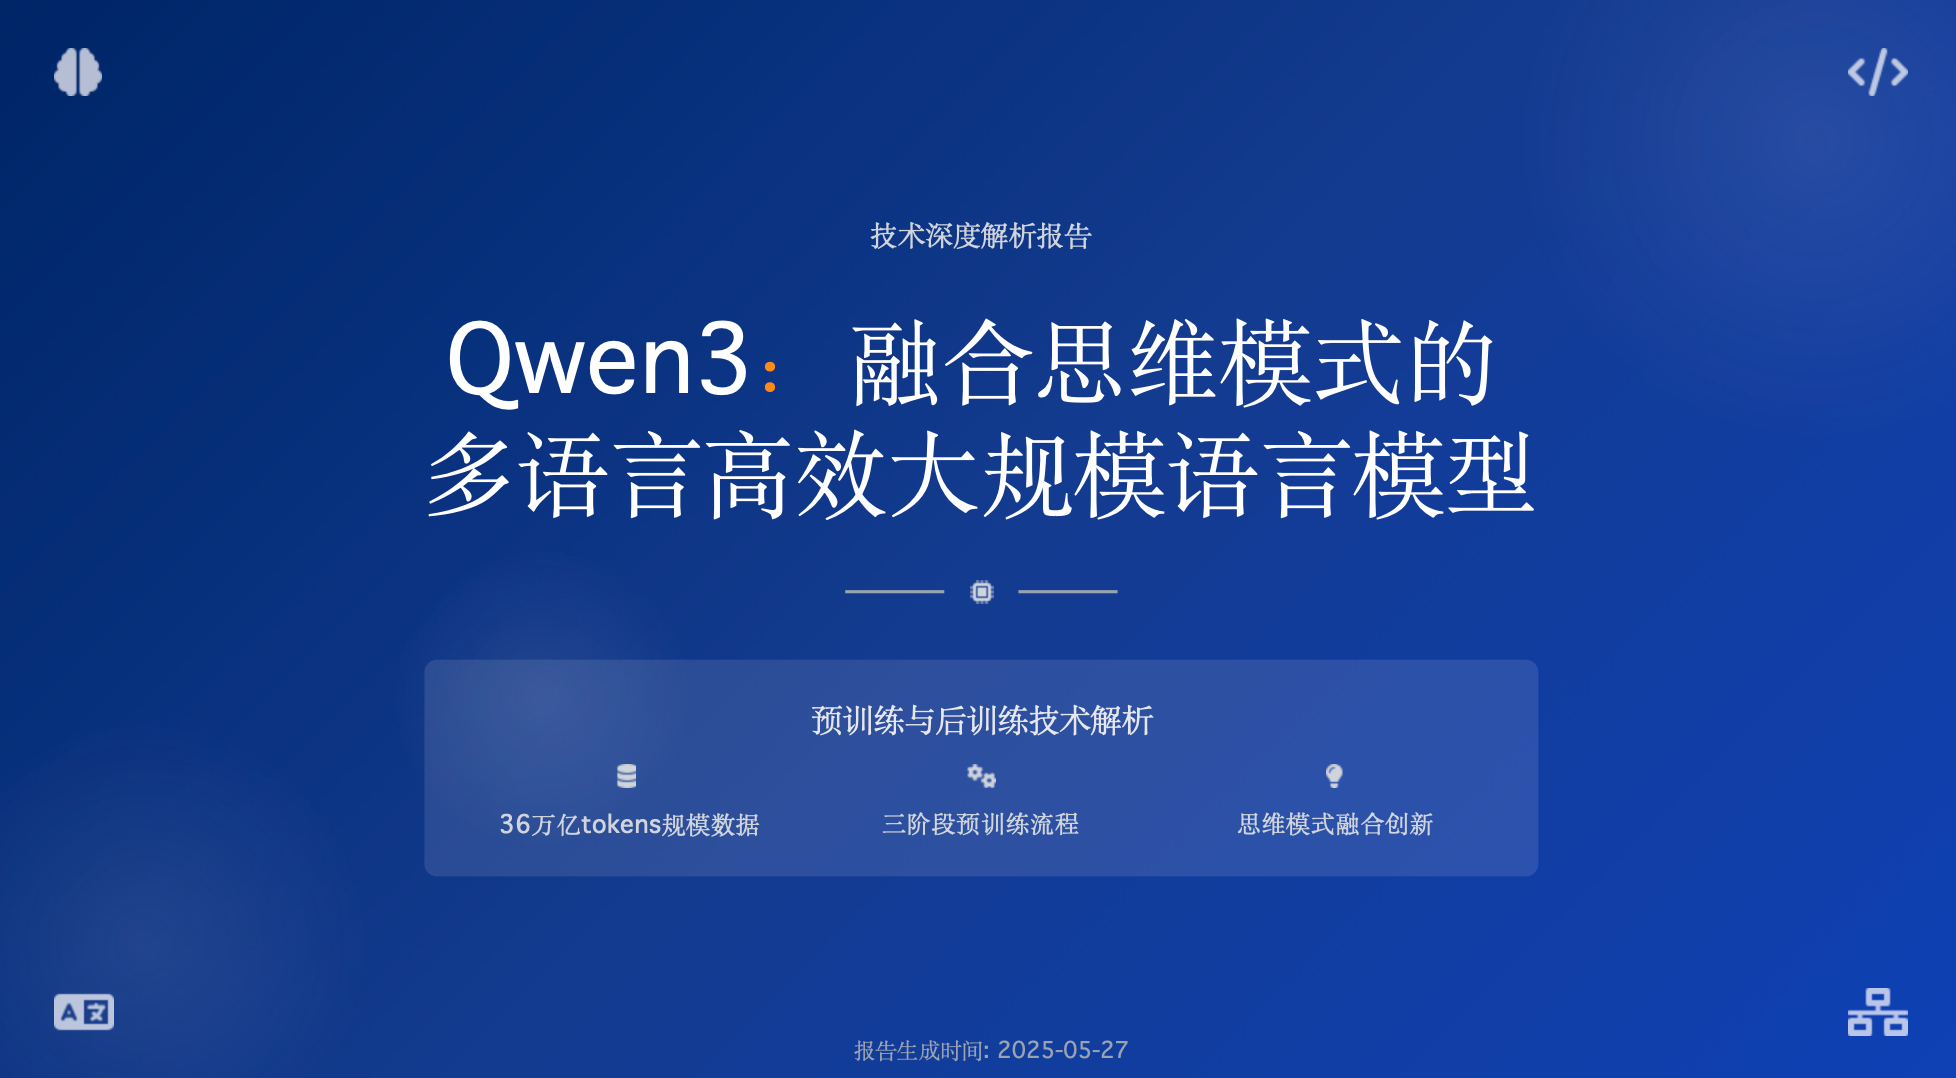 技术深度解析报告
Qwen3： 融合思维模式的
多语言高效大规模语言模型
预训练与后训练技术解析
36万亿tokens规模数据
三阶段预训练流程
思维模式融合创新
A 文
报告生成时间: 2025-05-27